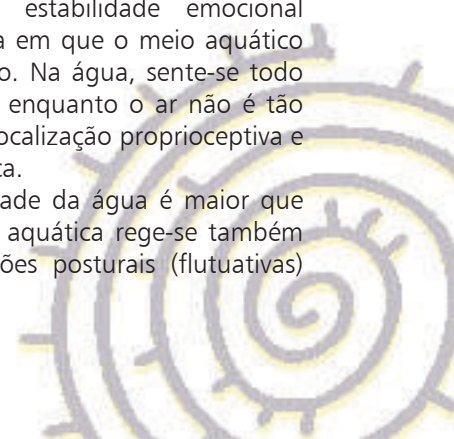 estabilidade emocional
a em que o meio aquático
o. Na água, sente-se todo
enquanto o ar não é tão
ocalização proprioceptiva e
ca.
ade da água é maior que
aquática rege-se também
ões posturais (flutuativas)